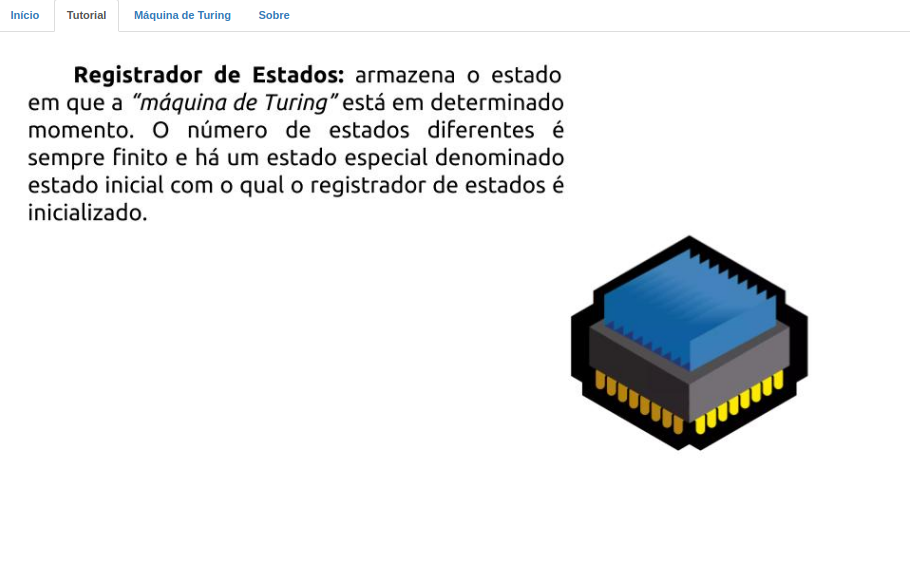 Início Tutorial Máquina de Turing Sobre
Registrador de Estados: armazena o estado
em que a “máquina de Turing” está em determinado
momento. O número de estados diferentes é
sempre finito e há um estado especial denominado
estado inicial com o qual o registrador de estados é
inicializado.